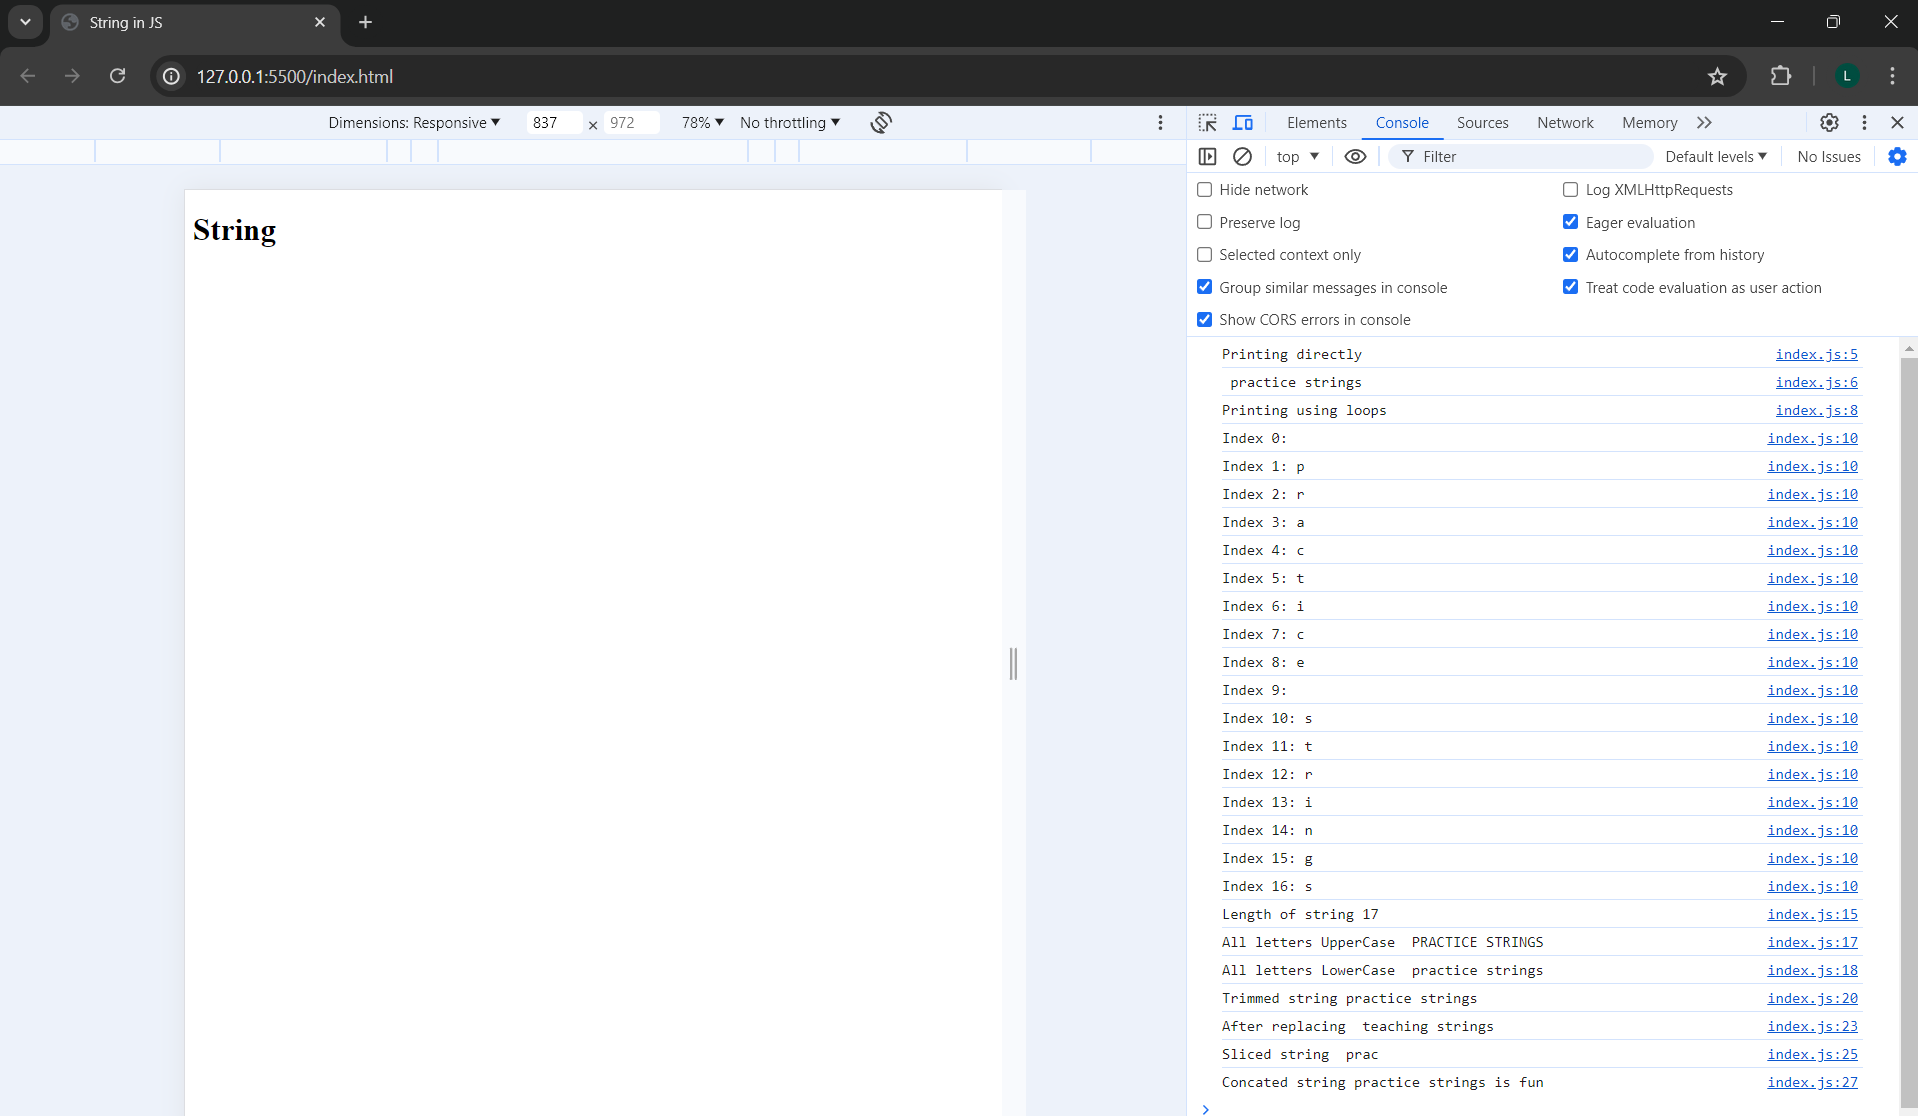 String in JS
127.0.0.1:5500/index.html
Dimensions: Responsive 837 x 972 78% No throttling
Elements Console Sources Network Memory
top Filter Default levels No Issues
Hide network Log XMLHttpRequests
Preserve log Eager evaluation
Selected context only Autocomplete from history
Group similar messages in console Treat code evaluation as user action
Show CORS errors in console
L
String
Printing directly index.js:5
practice strings index.js:6
Printing using loops index.js:8
Index 0: index.js:10
Index 1: p index.js:10
Index 2: r index.js:10
Index 3: a index.js:10
Index 4: c index.js:10
Index 5: t index.js:10
Index 6: i index.js:10
Index 7: c index.js:10
Index 8: e index.js:10
Index 9: index.js:10
Index 10: s index.js:10
Index 11: t index.js:10
Index 12: r index.js:10
Index 13: i index.js:10
Index 14: n index.js:10
Index 15: g index.js:10
Index 16: s index.js:10
Length of string 17 index.js:15
All letters UpperCase  PRACTICE STRINGS index.js:17
All letters LowerCase  practice strings index.js:18
Trimmed string practice strings index.js:20
After replacing  teaching strings index.js:23
Sliced string  prac index.js:25
Concated string practice strings is fun index.js:27